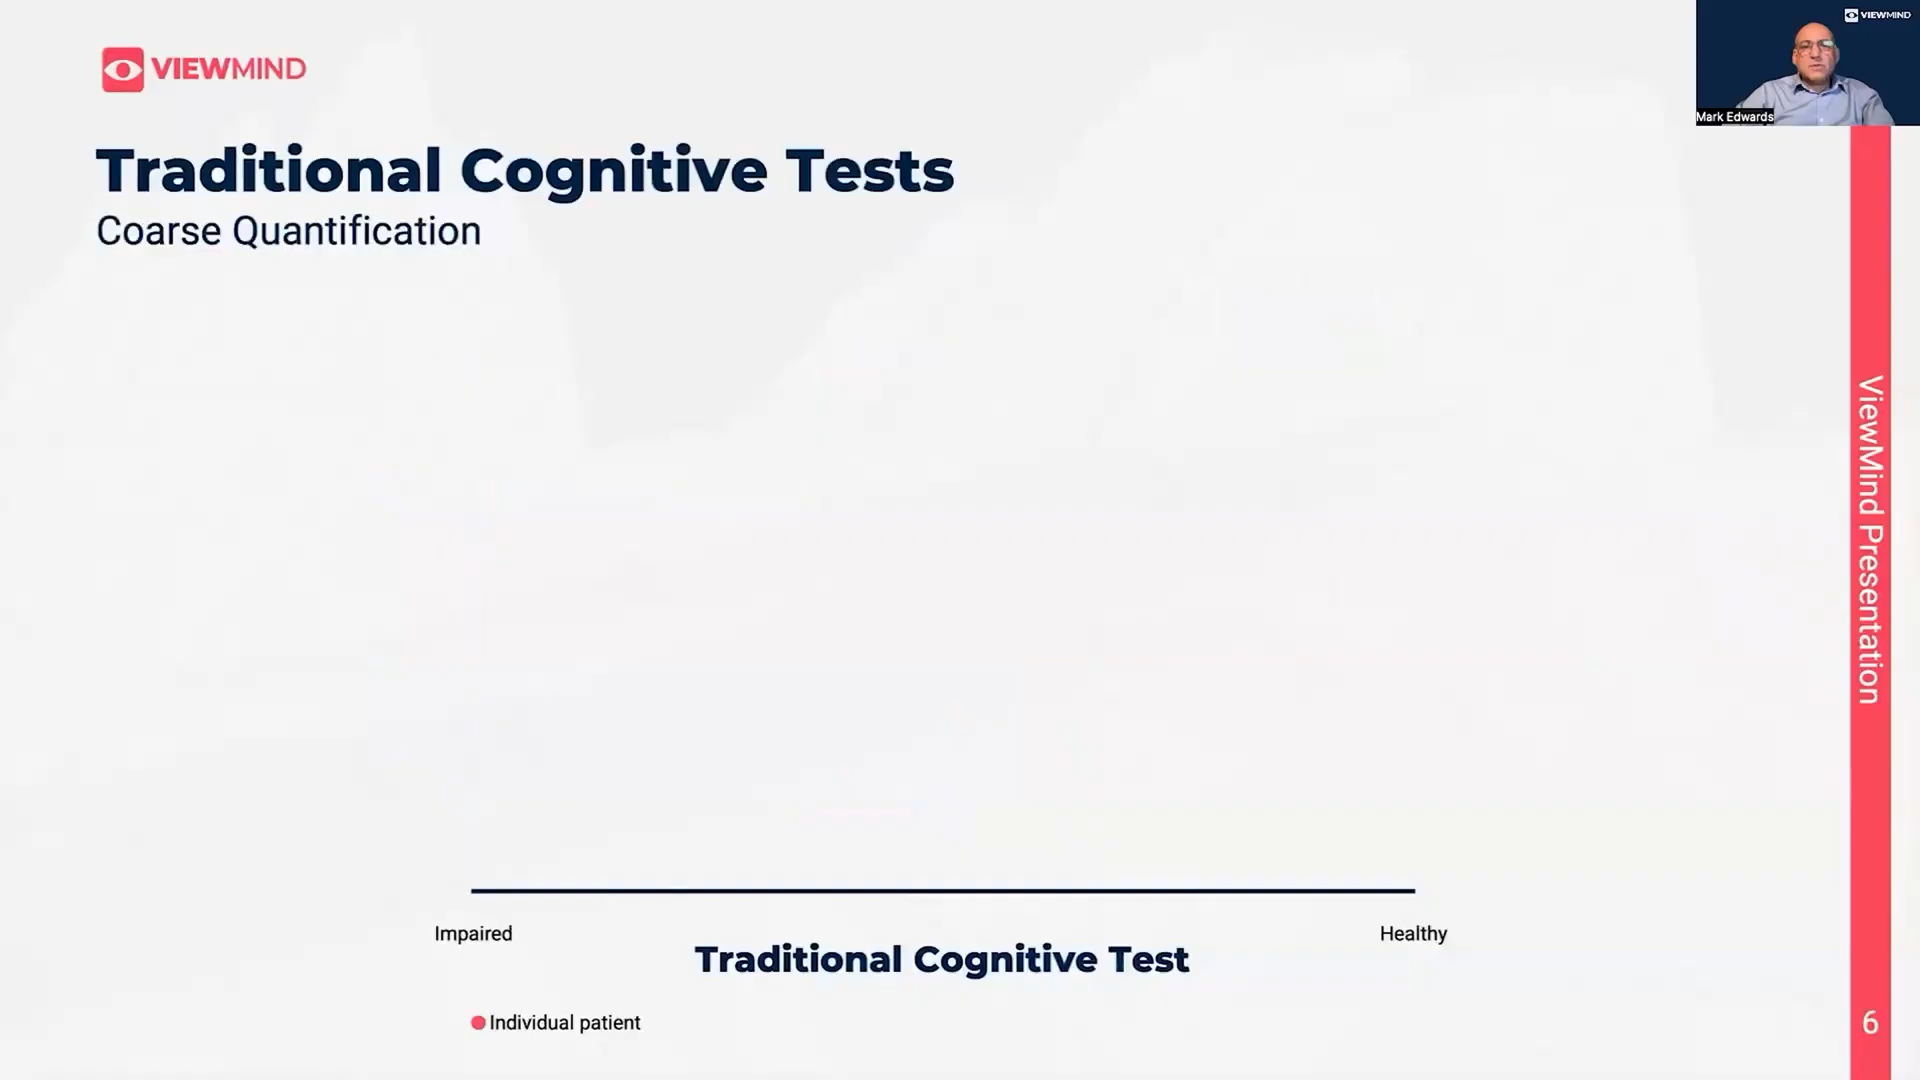 VIEWMIND
VIEWMIND
Mark Edwards
Traditional Cognitive Tests
Coarse Quantification
ViewMind Presentation
Impaired
Healthy
Traditional Cognitive Test
Individual patient
6